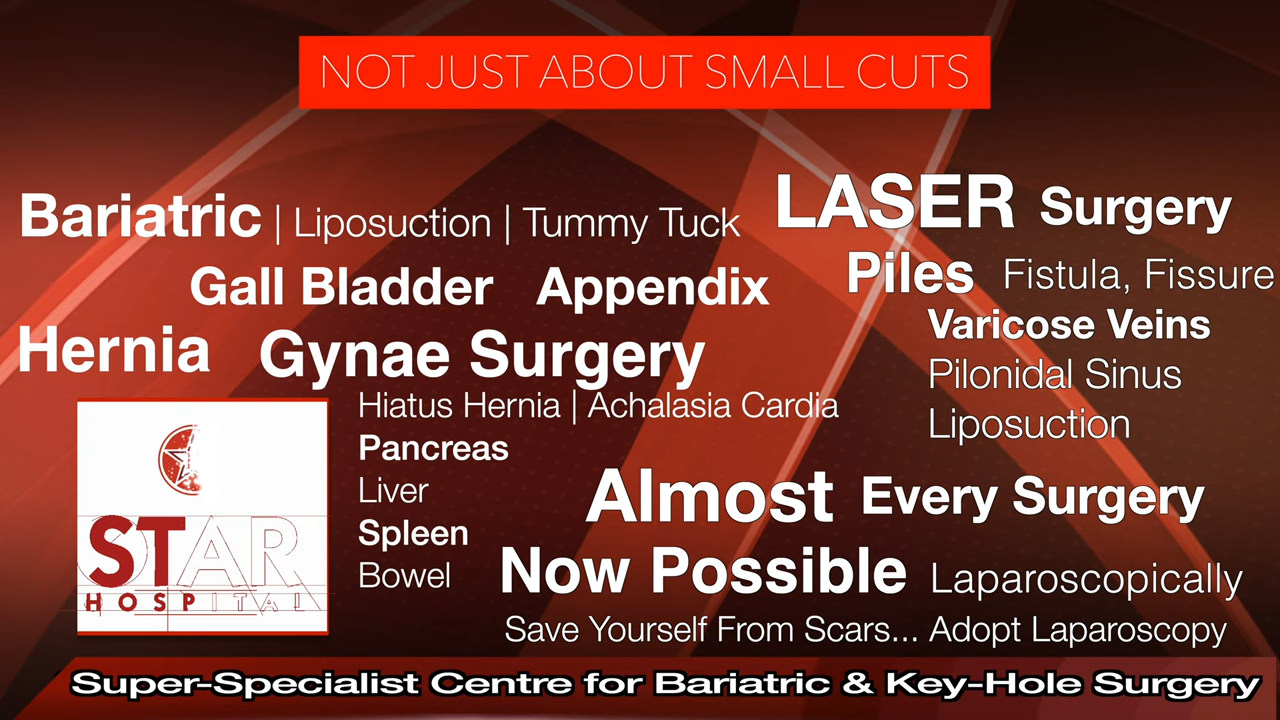 NOT JUST ABOUT SMALL CUTS
Bariatric | Liposuction | Tummy Tuck
Gall Bladder Appendix
Hernia Gynae Surgery
Hiatus Hernia | Achalasia Cardia
Pancreas
Liver
Spleen
Bowel
LASER Surgery
Piles Fistula, Fissure
Varicose Veins
Pilonidal Sinus
Liposuction
Almost Every Surgery
Now Possible Laparoscopically
Save Yourself From Scars... Adopt Laparoscopy
STAR
HOSPITAL
Super-Specialist Centre for Bariatric & Key-Hole Surgery